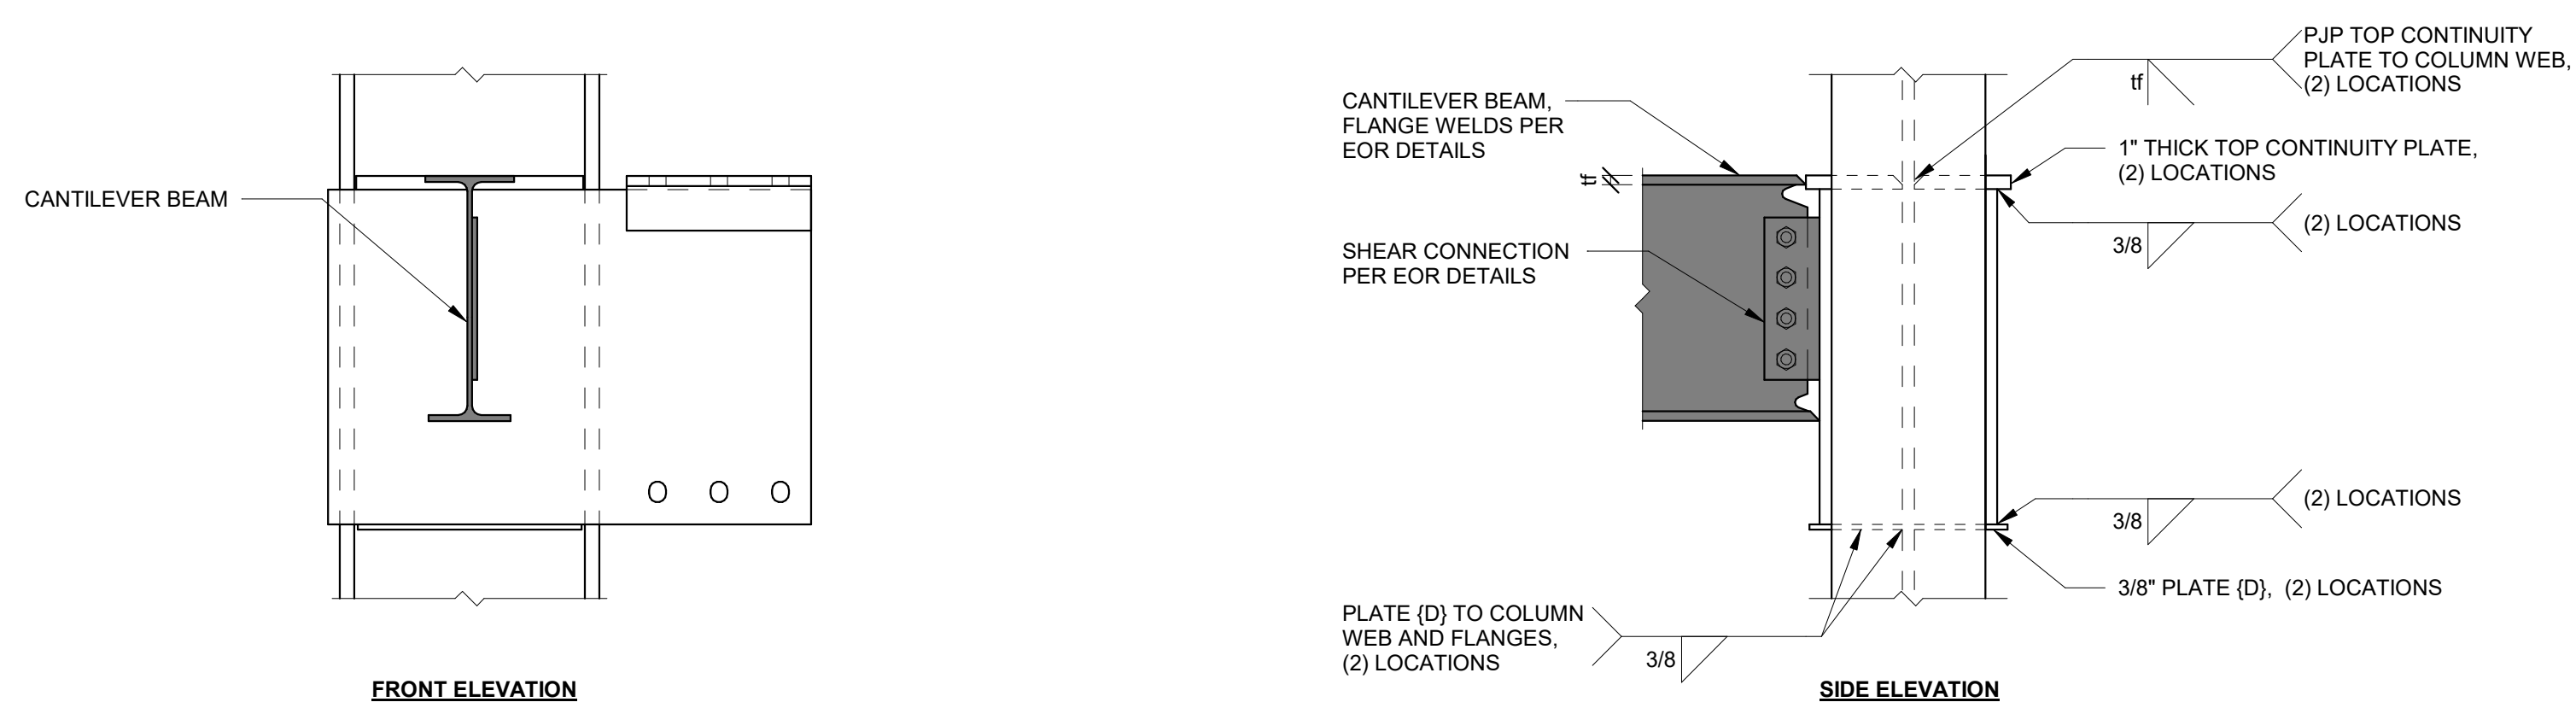 CANTILEVER BEAM
FRONT ELEVATION
CANTILEVER BEAM,
FLANGE WELDS PER
EOR DETAILS
tf
SHEAR CONNECTION
PER EOR DETAILS
PLATE {D} TO COLUMN
WEB AND FLANGES,
(2) LOCATIONS
3/8
PJP TOP CONTINUITY
PLATE TO COLUMN WEB,
(2) LOCATIONS
tf
1" THICK TOP CONTINUITY PLATE,
(2) LOCATIONS
(2) LOCATIONS
3/8
(2) LOCATIONS
3/8
3/8" PLATE {D}, (2) LOCATIONS
SIDE ELEVATION